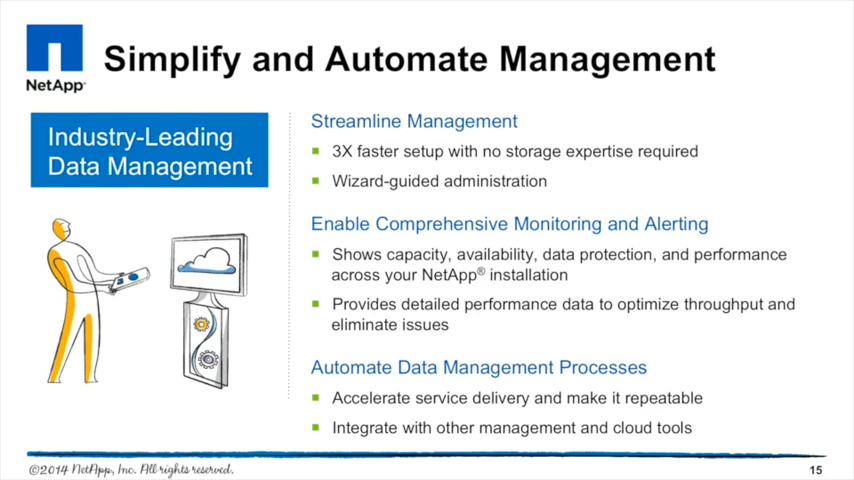 NetApp®
Simplify and Automate Management
Industry-Leading
Data Management
Streamline Management
3X faster setup with no storage expertise required
Wizard-guided administration
Enable Comprehensive Monitoring and Alerting
Shows capacity, availability, data protection, and performance
across your NetApp® installation
Provides detailed performance data to optimize throughput and
eliminate issues
Automate Data Management Processes
Accelerate service delivery and make it repeatable
Integrate with other management and cloud tools
©2014 NetApp, Inc. All rights reserved.
15